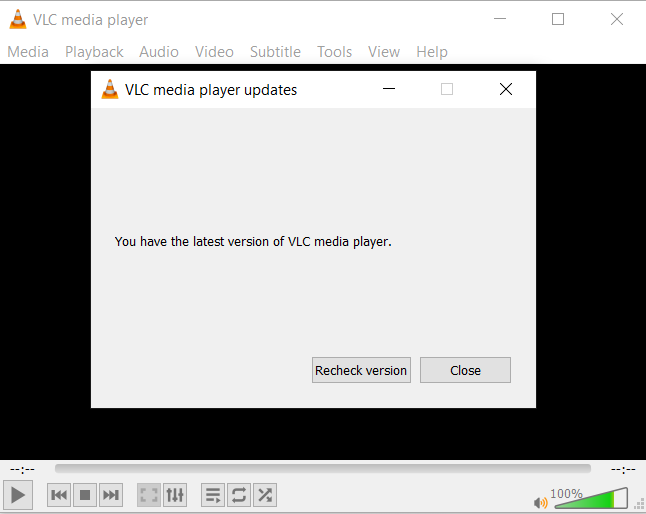 VLC media player
Media Playback Audio Video Subtitle Tools View Help
VLC media player updates
You have the latest version of VLC media player.
Recheck version Close
--:-- --:--
100%